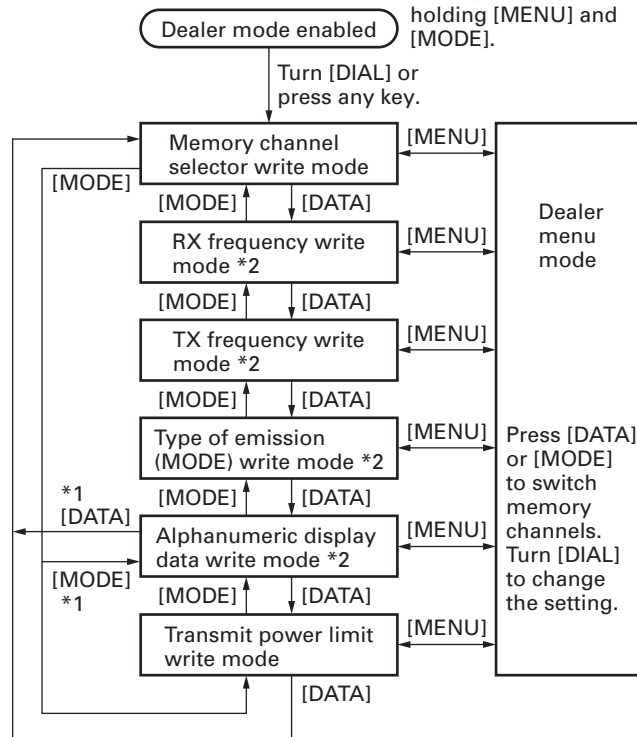 holding [MENU] and
[MODE].
Dealer mode enabled
Turn [DIAL] or
press any key.
Memory channel
selector write mode
[MENU]
[MODE]
[MODE]
[DATA]
Dealer
menu
mode
RX frequency write
mode *2
[MENU]
[MODE]
[DATA]
TX frequency write
mode *2
[MENU]
[MODE]
[DATA]
Type of emission
(MODE) write mode *2
[MENU]
Press [DATA]
or [MODE]
to switch
memory
channels.
Turn [DIAL]
to change
the setting.
[MODE]
[DATA]
*1
[DATA]
Alphanumeric display
data write mode *2
[MENU]
[MODE]
*1
[MODE]
[DATA]
Transmit power limit
write mode
[MENU]
[DATA]